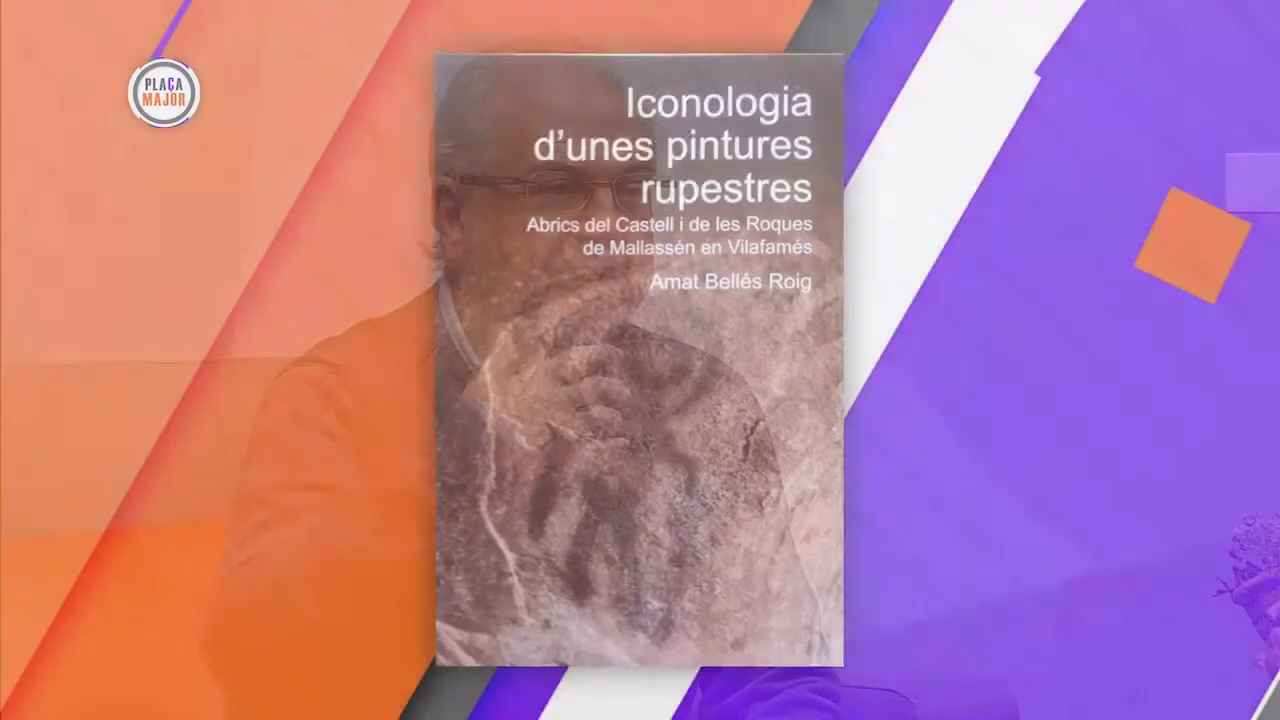 PLAÇA
MAJOR
Iconologia
d'unes pintures
rupestres
Abrics del Castell i de les Roques
de Mallassén en Vilafamés
Amat Bellés Roig